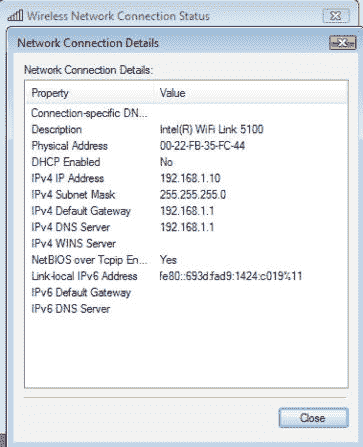 Wireless Network Connection Status
Network Connection Details
Network Connection Details:
Property Value
Connection-specific DN...
Description Intel(R) WiFi Link 5100
Physical Address 00-22-FB-35-FC-44
DHCP Enabled No
IPv4 IP Address 192.168.1.10
IPv4 Subnet Mask 255.255.255.0
IPv4 Default Gateway 192.168.1.1
IPv4 DNS Server 192.168.1.1
IPv4 WINS Server
NetBIOS over Tcpip En... Yes
Link-local IPv6 Address fe80::693d:fad9:1424:c019%11
IPv6 Default Gateway
IPv6 DNS Server
Close